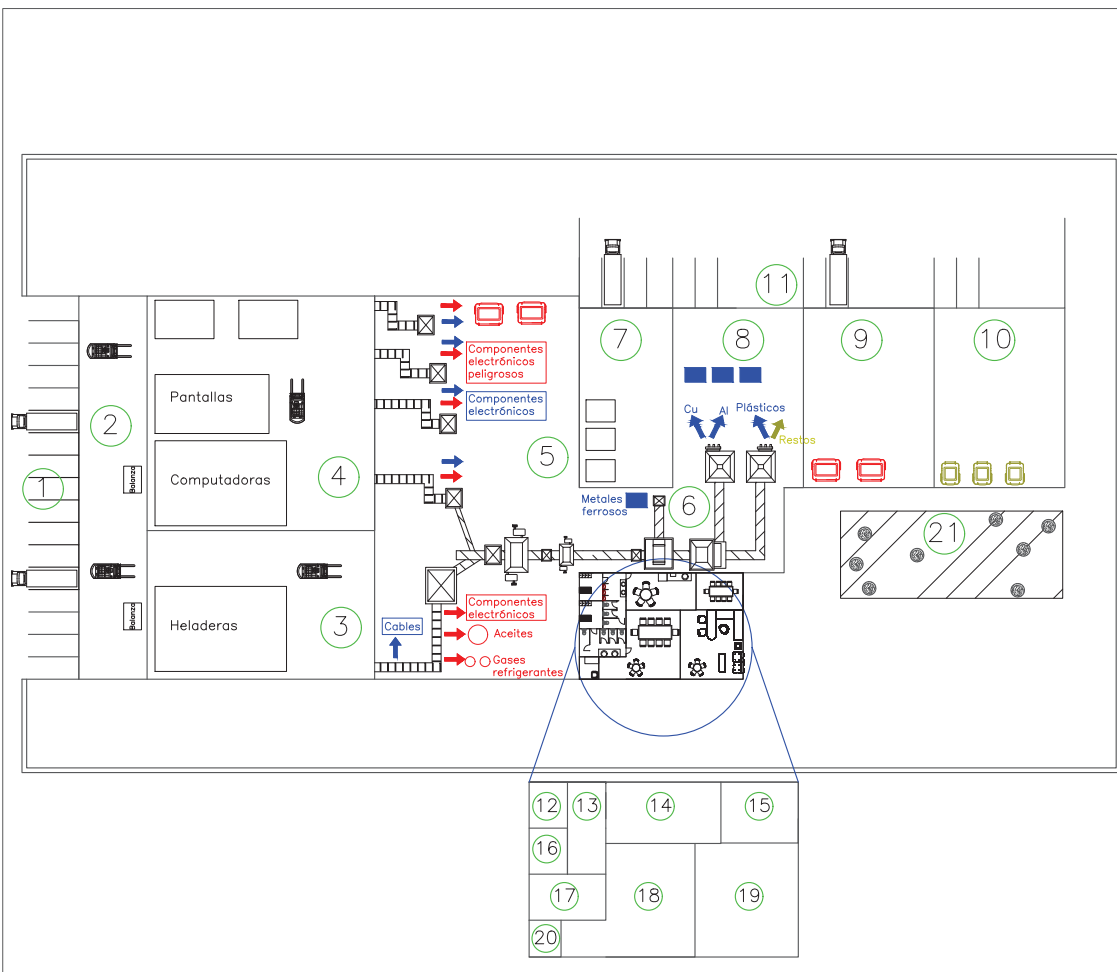 11
7
8
9
10
Componentes
electrónicos
peligrosos
Pantallas
Componentes
electrónicos
Cu
Al
Plásticos
Restos
2
5
1
Balanza
Computadoras
4
Metales
ferrosos
6
21
Componentes
electrónicos
Balanza
Heladeras
3
Cables
Aceites
Gases
refrigerantes
12
13
14
15
16
17
18
19
20